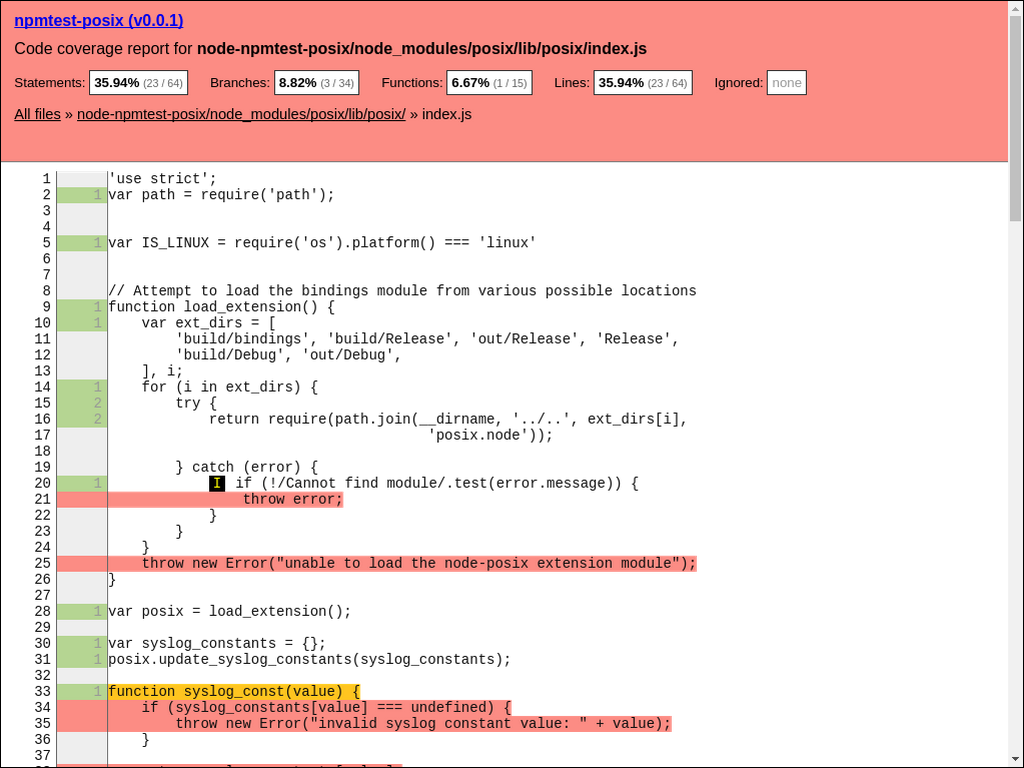 npmtest-posix (v0.0.1)
Code coverage report for node-npmtest-posix/node_modules/posix/lib/posix/index.js
Statements: 35.94% (23 / 64) Branches: 8.82% (3 / 34) Functions: 6.67% (1 / 15) Lines: 35.94% (23 / 64) Ignored: none
All files » node-npmtest-posix/node_modules/posix/lib/posix/ » index.js
1 'use strict';
2 1 var path = require('path');
3
4
5 1 var IS_LINUX = require('os').platform() === 'linux'
6
7
8 // Attempt to load the bindings module from various possible locations
9 1 function load_extension() {
10 1 var ext_dirs = [
11 'build/bindings', 'build/Release', 'out/Release', 'Release',
12 'build/Debug', 'out/Debug',
13 ], i;
14 1 for (i in ext_dirs) {
15 2 try {
16 2 return require(path.join(__dirname, '../..', ext_dirs[i],
17 'posix.node'));
18
19 } catch (error) {
20 1 I if (!/Cannot find module/.test(error.message)) {
21 throw error;
22 }
23 }
24 }
25 throw new Error("unable to load the node-posix extension module");
26 }
27
28 1 var posix = load_extension();
29
30 1 var syslog_constants = {};
31 1 posix.update_syslog_constants(syslog_constants);
32
33 1 function syslog_const(value) {
34 if (syslog_constants[value] === undefined) {
35 throw new Error("invalid syslog constant value: " + value);
36 }
37